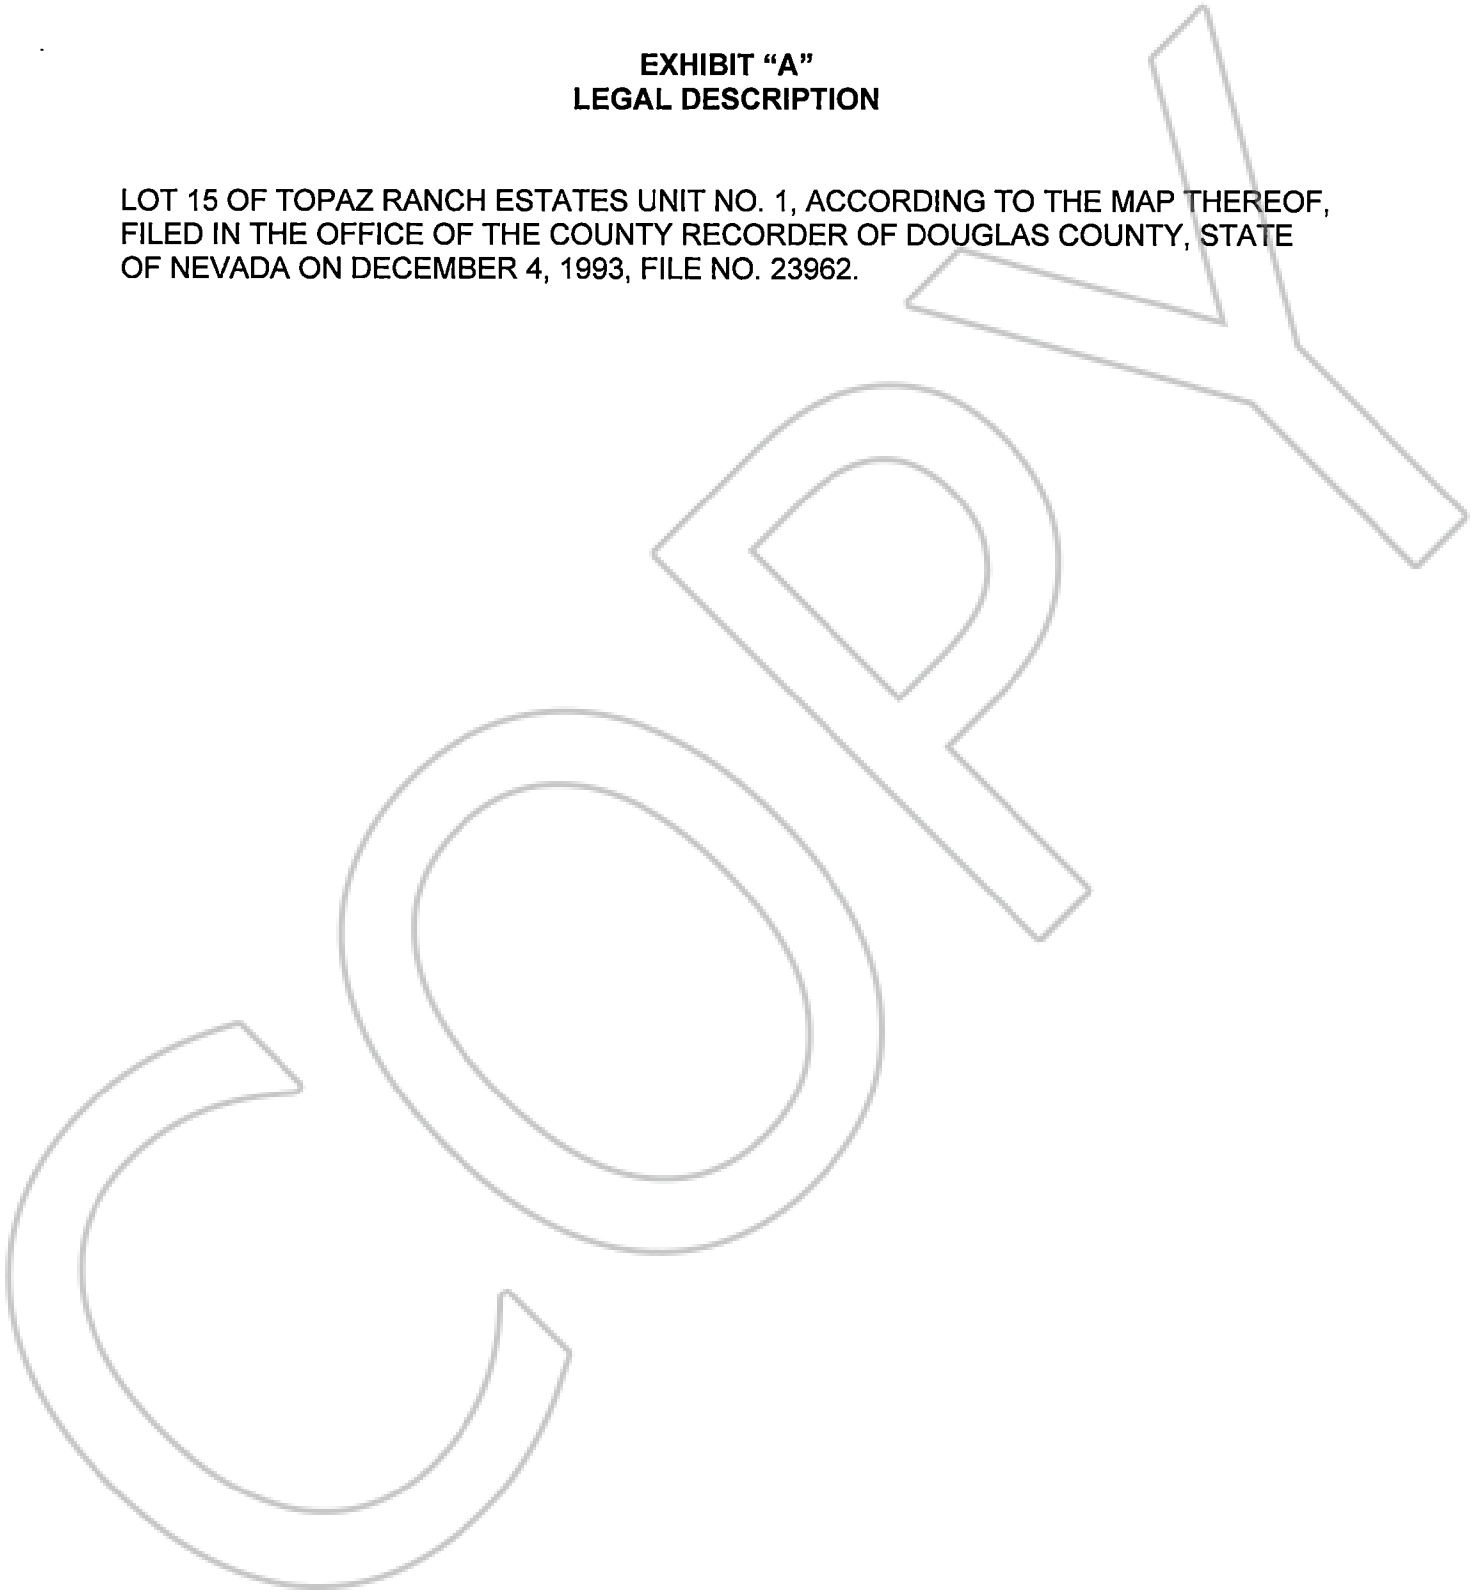 EXHIBIT “A”
LEGAL DESCRIPTION
LOT 15 OF TOPAZ RANCH ESTATES UNIT NO. 1, ACCORDING TO THE MAP THEREOF,
FILED IN THE OFFICE OF THE COUNTY RECORDER OF DOUGLAS COUNTY, STATE
OF NEVADA ON DECEMBER 4, 1993, FILE NO. 23962.
COPY